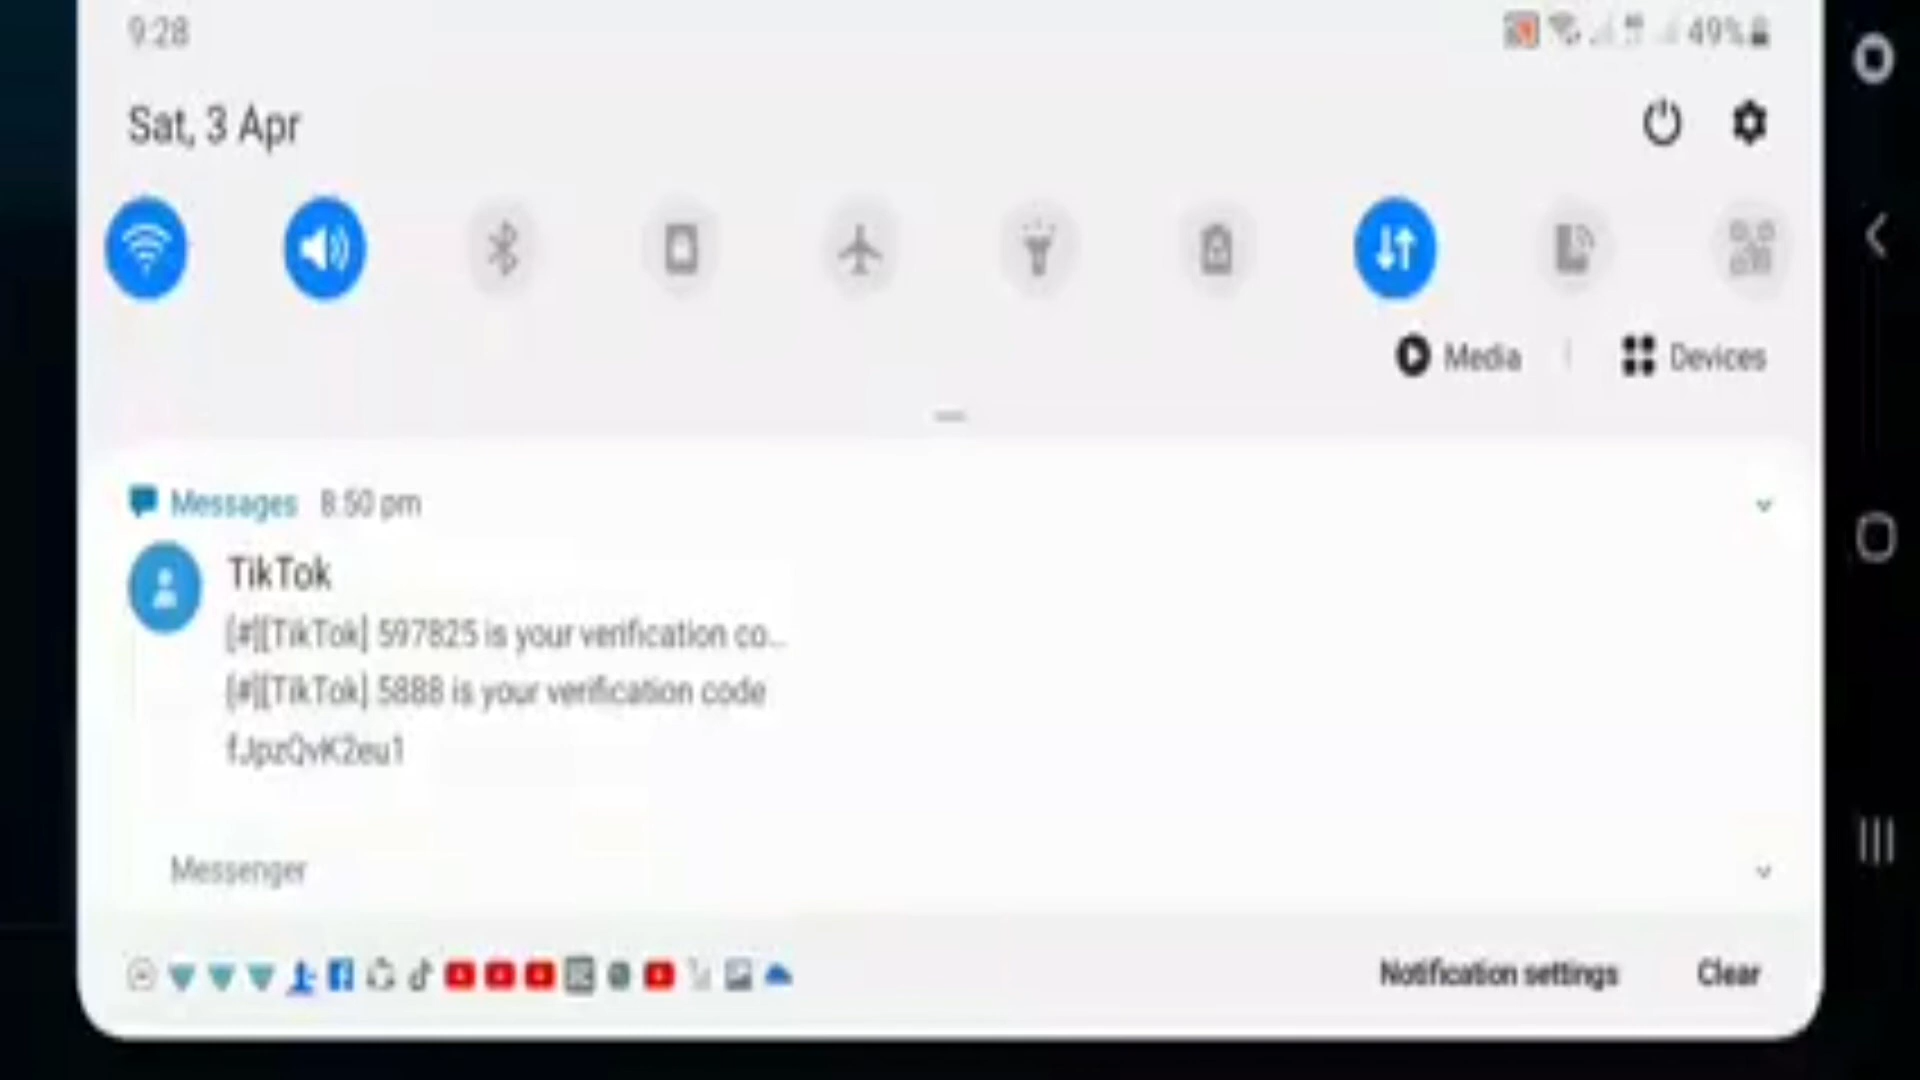 9:28
49%
Sat, 3 Apr
Media
Devices
Messages 8:50 pm
TikTok
[#][TikTok] 597825 is your verification co...
[#][TikTok] 5888 is your verification code
fJpzQvK2eu1
Messenger
Notification settings Clear